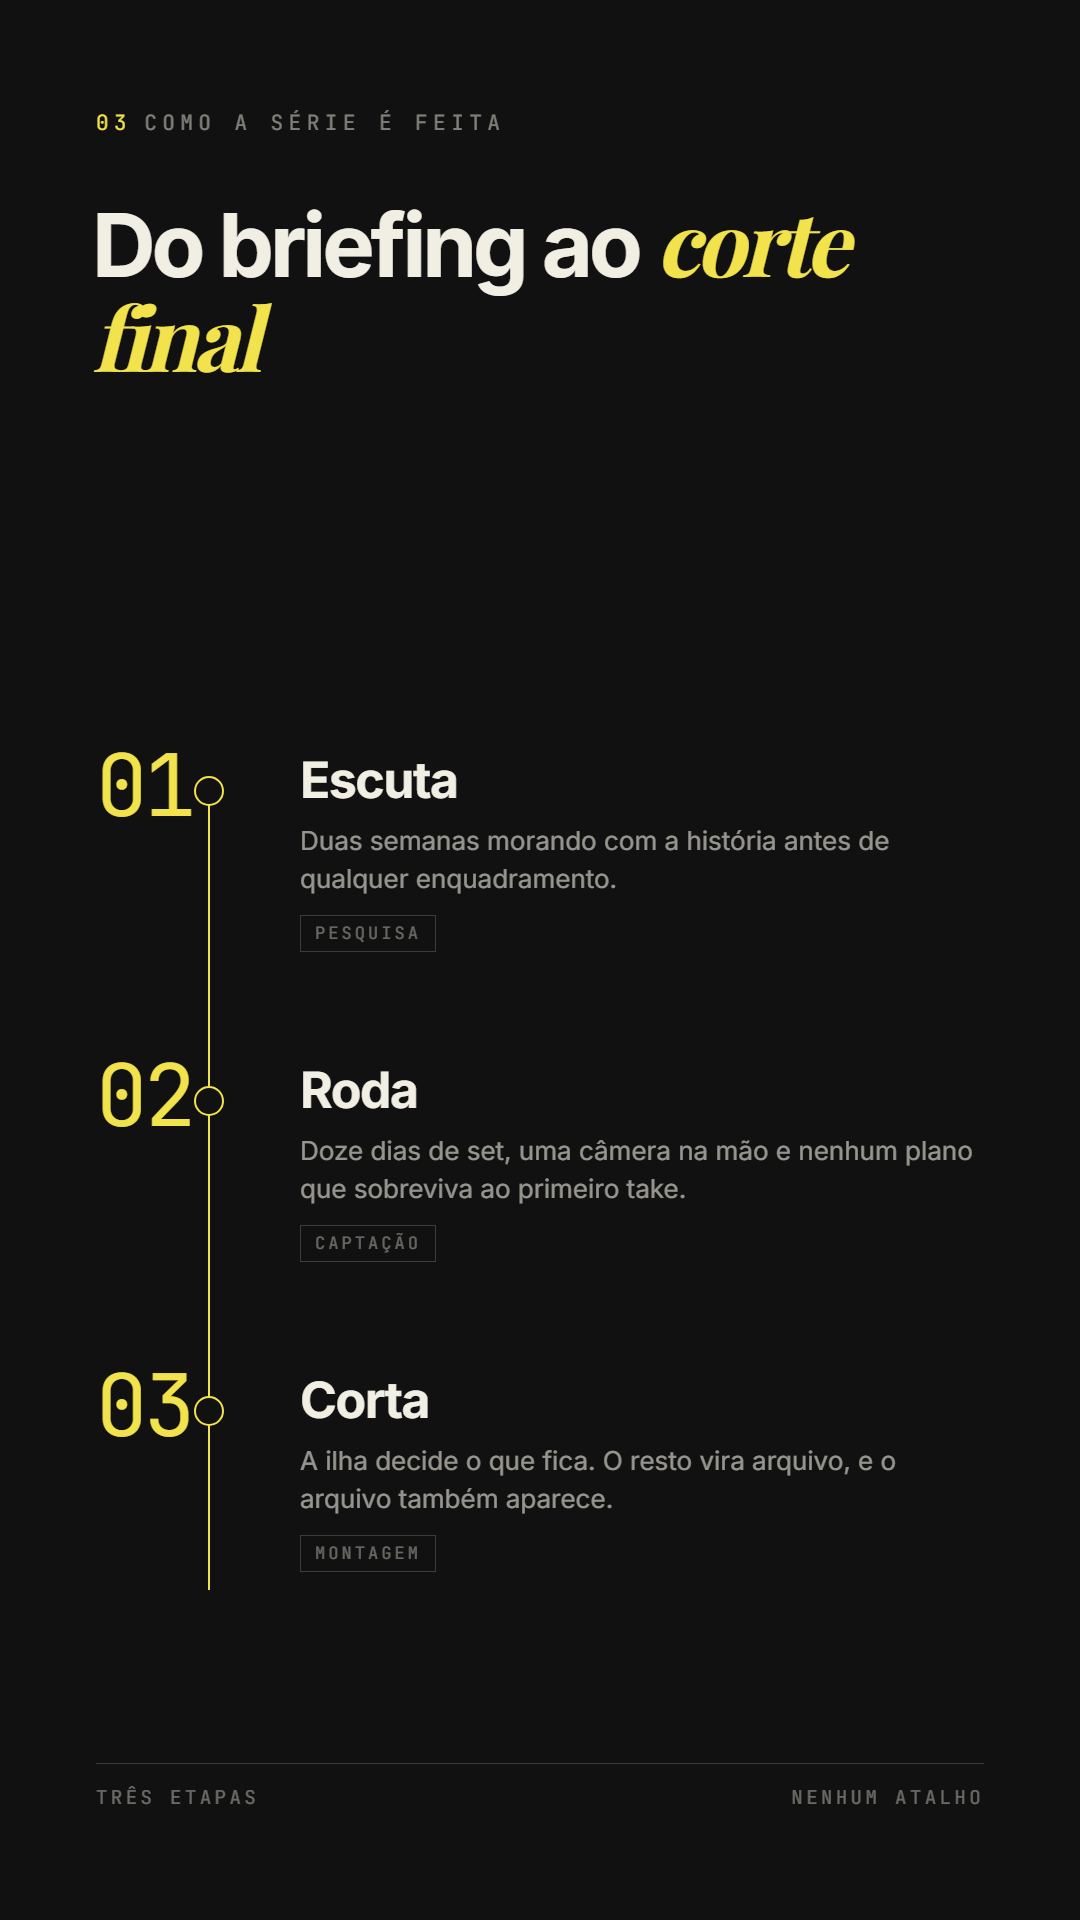 03 COMO A SÉRIE É FEITA
Do briefing ao corte
final
01
Escuta
Duas semanas morando com a história antes de
qualquer enquadramento.
PESQUISA
02
Roda
Doze dias de set, uma câmera na mão e nenhum plano
que sobreviva ao primeiro take.
CAPTAÇÃO
03
Corta
A ilha decide o que fica. O resto vira arquivo, e o
arquivo também aparece.
MONTAGEM
TRÊS ETAPAS
NENHUM ATALHO